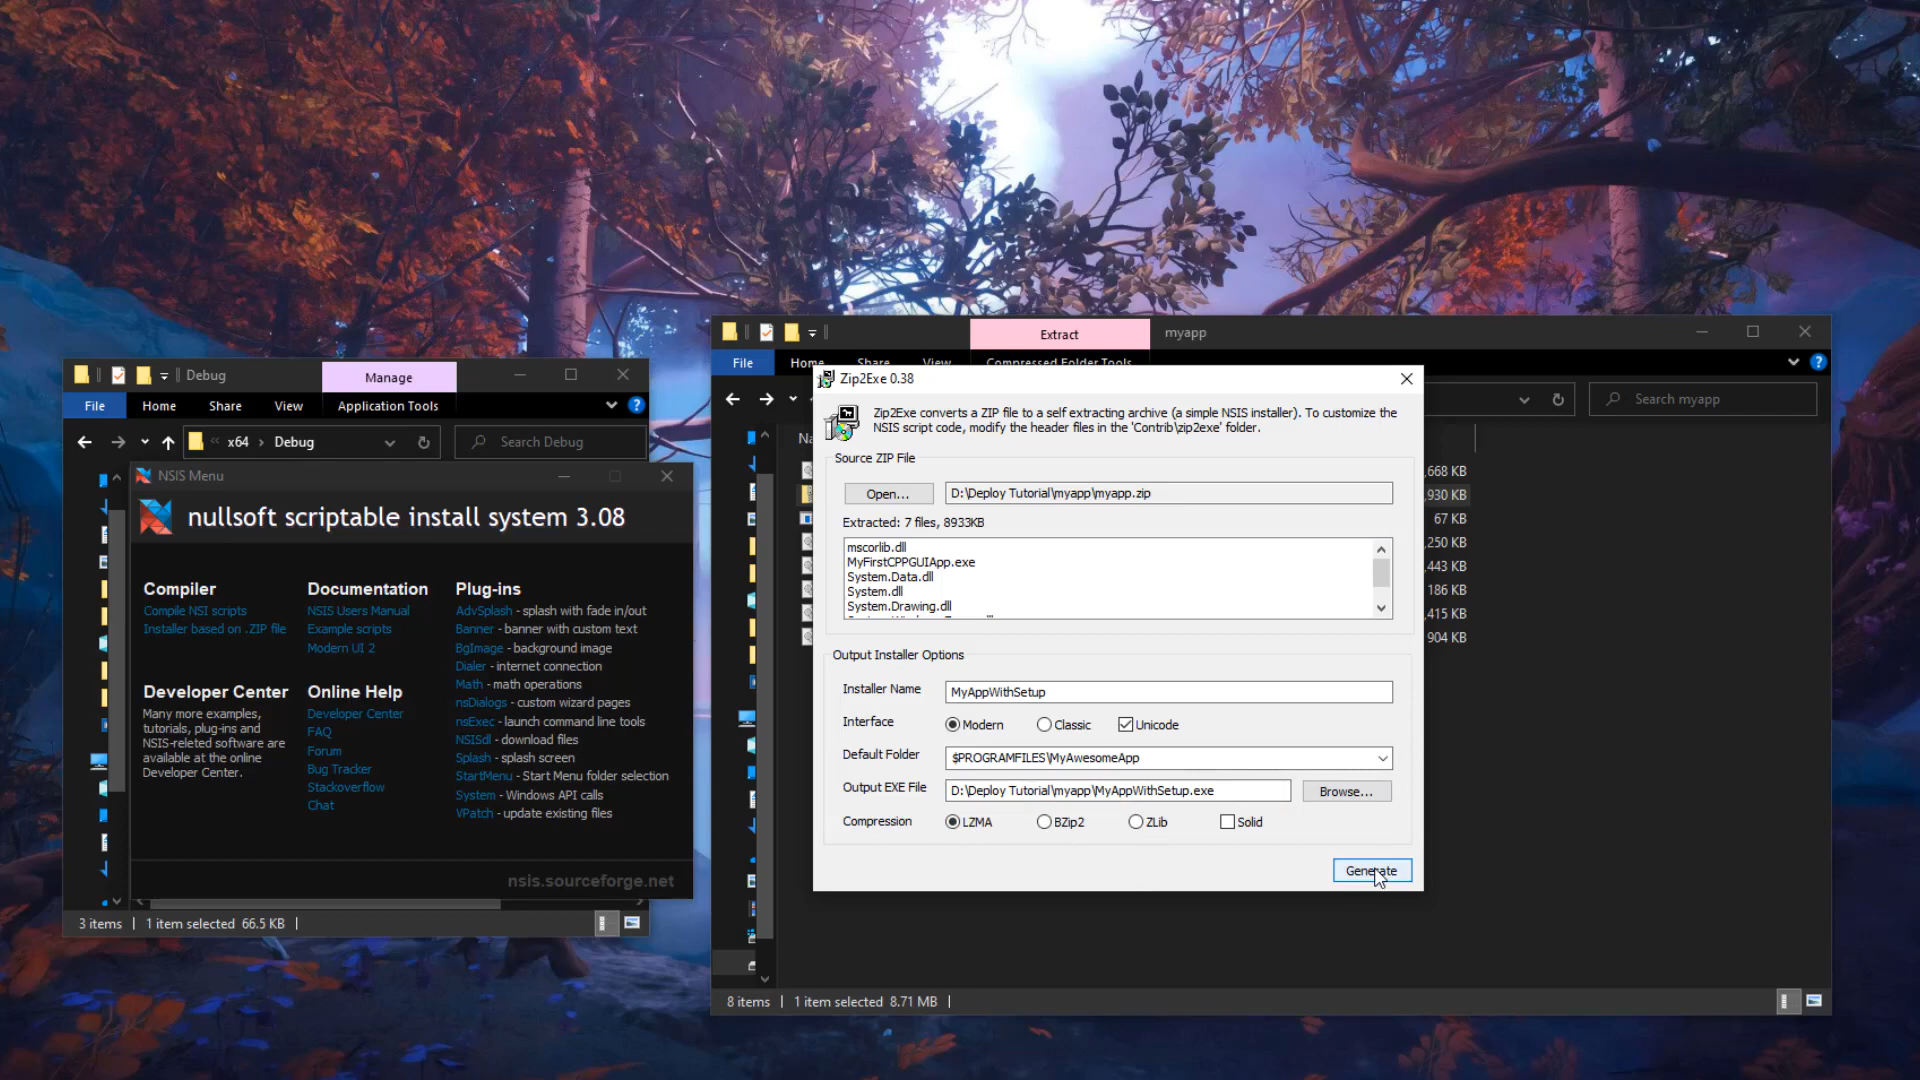 Debug
Manage
File
Home
Share
View
Application Tools
x64
Debug
Search Debug
NSIS Menu
nullsoft scriptable install system 3.08
Compiler
Compile NSI scripts
Installer based on .ZIP file
Developer Center
Many more examples,
tutorials, plug-ins and
NSIS-releted software are
available at the online
Developer Center.
Documentation
NSIS Users Manual
Example scripts
Modern UI 2
Online Help
Developer Center
FAQ
Forum
Bug Tracker
Stackoverflow
Chat
Plug-ins
AdvSplash - splash with fade in/out
Banner - banner with custom text
BgImage - background image
Dialer - internet connection
Math - math operations
nsDialogs - custom wizard pages
nsExec - launch command line tools
NSISdl - download files
Splash - splash screen
StartMenu - Start Menu folder selection
System - Windows API calls
VPatch - update existing files
nsis.sourceforge.net
3 items
1 item selected 66.5 KB
Extract
myapp
File
Home
Share
View
Compressed Folder Tools
Search myapp
Na
,668 KB
,930 KB
67 KB
,250 KB
,443 KB
186 KB
,415 KB
904 KB
8 items
1 item selected 8.71 MB
Zip2Exe 0.38
Zip2Exe converts a ZIP file to a self extracting archive (a simple NSIS installer). To customize the
NSIS script code, modify the header files in the 'Contrib\zip2exe' folder.
Source ZIP File
Open...
D:\Deploy Tutorial\myapp\myapp.zip
Extracted: 7 files, 8933KB
mscorlib.dll
MyFirstCPPGUIApp.exe
System.Data.dll
System.dll
System.Drawing.dll
Output Installer Options
Installer Name
MyAppWithSetup
Interface
Modern
Classic
Unicode
Default Folder
$PROGRAMFILES\MyAwesomeApp
Output EXE File
D:\Deploy Tutorial\myapp\MyAppWithSetup.exe
Browse...
Compression
LZMA
BZip2
ZLib
Solid
Generate